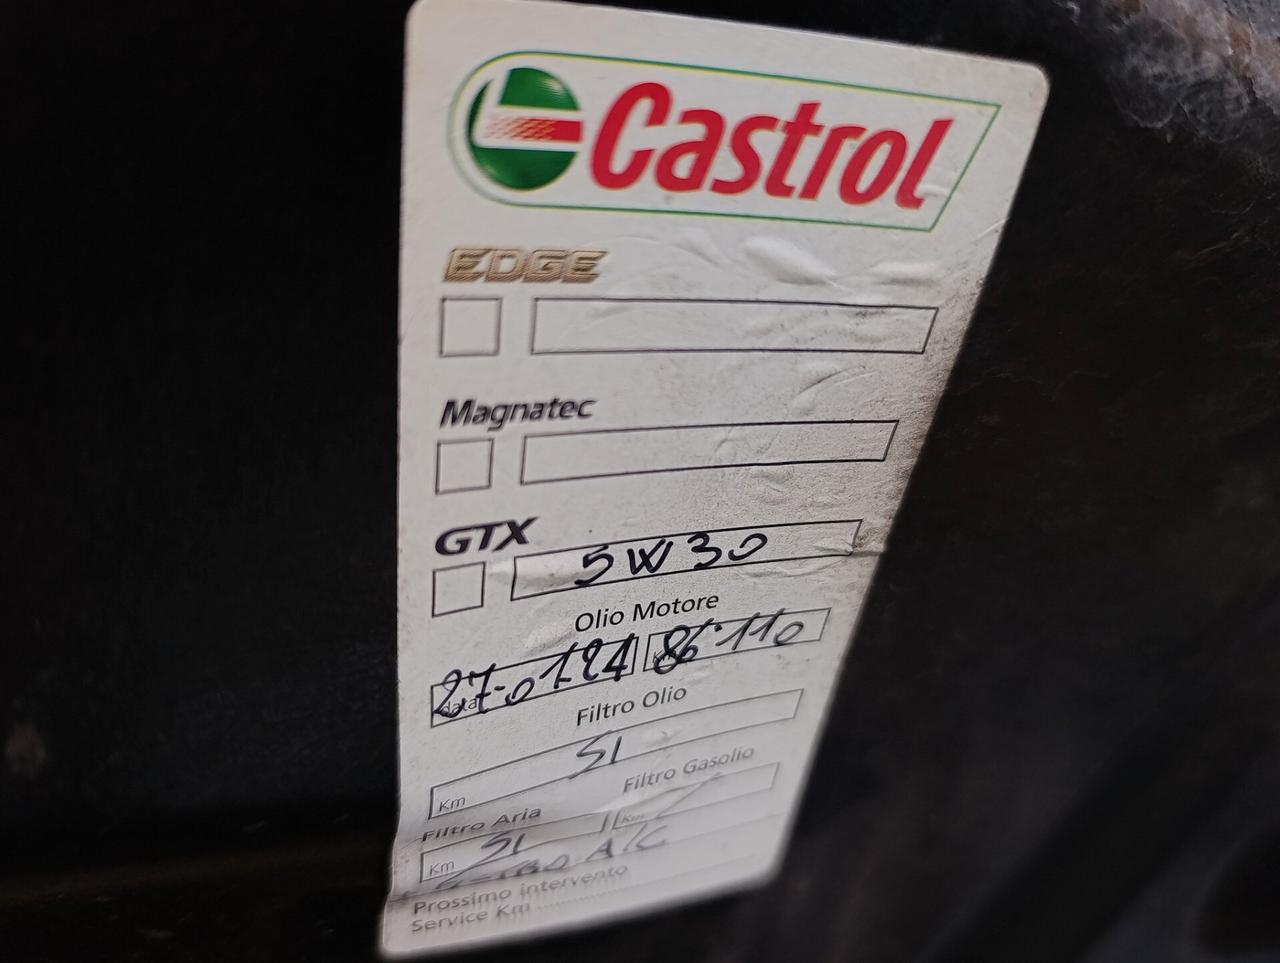 Castrol
EDGE
Magnatec
GTX
5W30
Olio Motore
data 27-01-24 Km 86.110
Filtro Olio
Km SI
Filtro Aria Filtro Gasolio
Km SI Km /
A/C
Prossimo intervento
Service Km